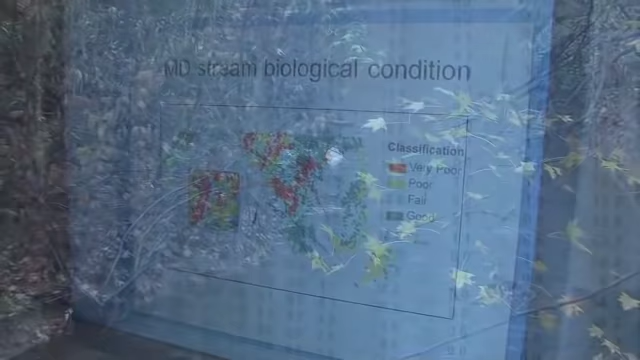 MD stream biological condition
Classification
Very Poor
Poor
Fair
Good